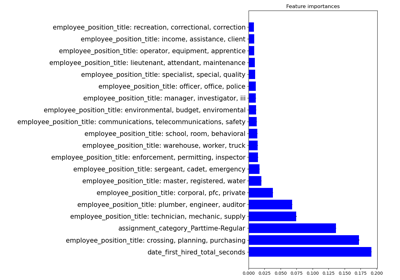 Feature importances
employee_position_title: recreation, correctional, correction
employee_position_title: income, assistance, client
employee_position_title: operator, equipment, apprentice
employee_position_title: lieutenant, attendant, maintenance
employee_position_title: specialist, special, quality
employee_position_title: officer, office, police
employee_position_title: manager, investigator, iii
employee_position_title: environmental, budget, enviromental
employee_position_title: communications, telecommunications, safety
employee_position_title: school, room, behavioral
employee_position_title: warehouse, worker, truck
employee_position_title: enforcement, permitting, inspector
employee_position_title: sergeant, cadet, emergency
employee_position_title: master, registered, water
employee_position_title: corporal, pfc, private
employee_position_title: plumber, engineer, auditor
employee_position_title: technician, mechanic, supply
assignment_category_Parttime-Regular
employee_position_title: crossing, planning, purchasing
date_first_hired_total_seconds
0.000 0.025 0.050 0.075 0.100 0.125 0.150 0.175 0.200